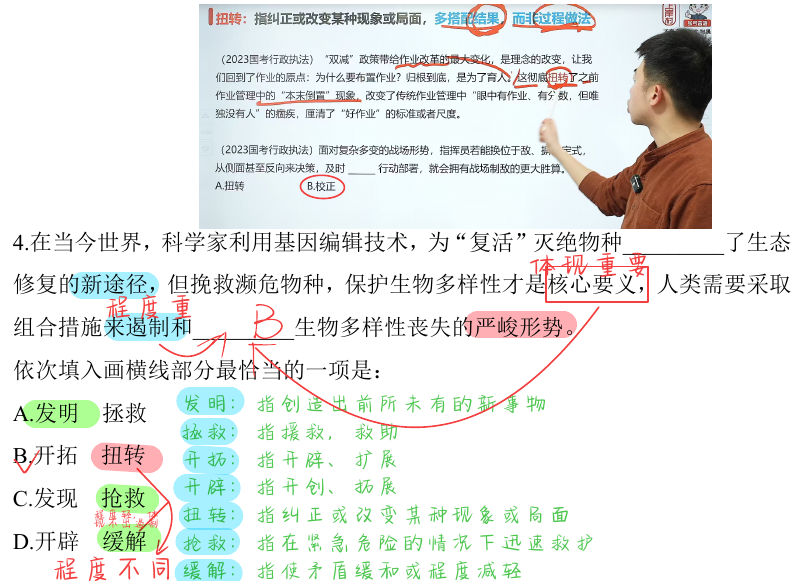 扭转：指纠正或改变某种现象或局面，多搭配结果，而非过程做法
（2023国考行政执法）“双减”政策带给作业改革的最大变化，是理念的改变，让我
们回到了作业的原点：为什么要布置作业？归根到底，是为了育人。这彻底扭转了之前
作业管理中的“本末倒置”现象，改变了传统作业管理中“眼中有作业、有分数，但唯
独没有人”的痼疾，厘清了“好作业”的标准或者尺度。
（2023国考行政执法）面对复杂多变的战场形势，指挥员若能换位于敌、
定式，
从侧面甚至反向来决策，及时_____行动部署，就会拥有战场制敌的更大胜算。
A.扭转 B.校正
4.在当今世界，科学家利用基因编辑技术，为“复活”灭绝物种_________了生态
体现重要
修复的新途径，但挽救濒危物种，保护生物多样性才是核心要义，人类需要采取
程度重
B
组合措施来遏制和_________生物多样性丧失的严峻形势。
依次填入画横线部分最恰当的一项是：
A.发明 拯救
B.开拓 扭转
C.发现 抢救
D.开辟 缓解
程度不同
发明：指创造出前所未有的新事物
拯救：指援救，救助
开拓：指开辟、扩展
开辟：指开创、拓展
扭转：指纠正或改变某种现象或局面
抢救：指在紧急危险的情况下迅速救护
缓解：指使矛盾缓和或程度减轻